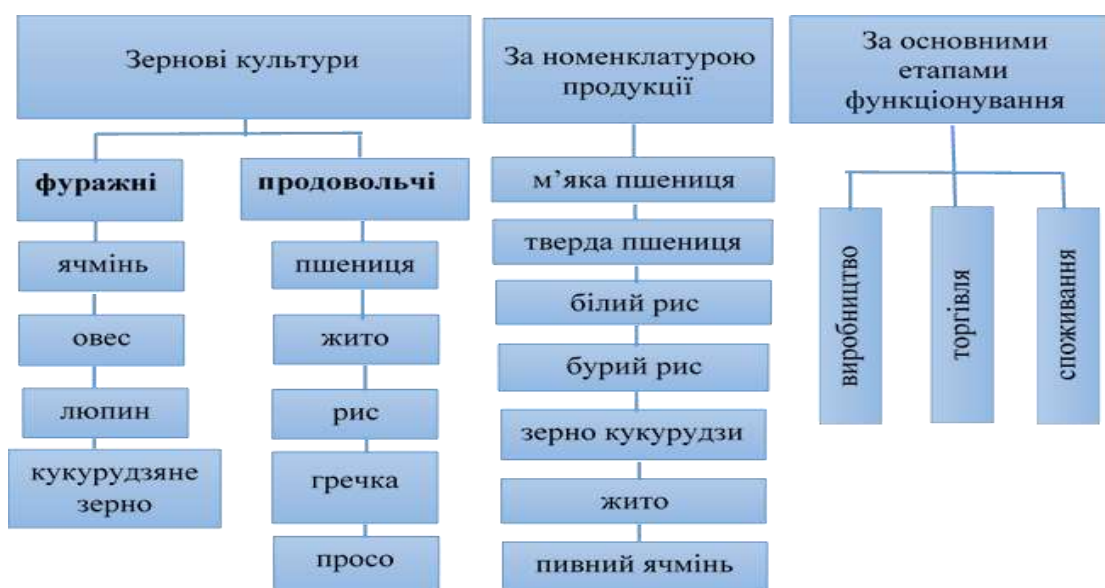 Зернові культури
фуражні
ячмінь
овес
люпин
кукурудзяне
зерно
продовольчі
пшениця
жито
рис
гречка
просо
За номенклатурою
продукції
м’яка пшениця
тверда пшениця
білий рис
бурий рис
зерно кукурудзи
жито
пивний ячмінь
За основними
етапами
функціонування
виробництво
торгівля
споживання